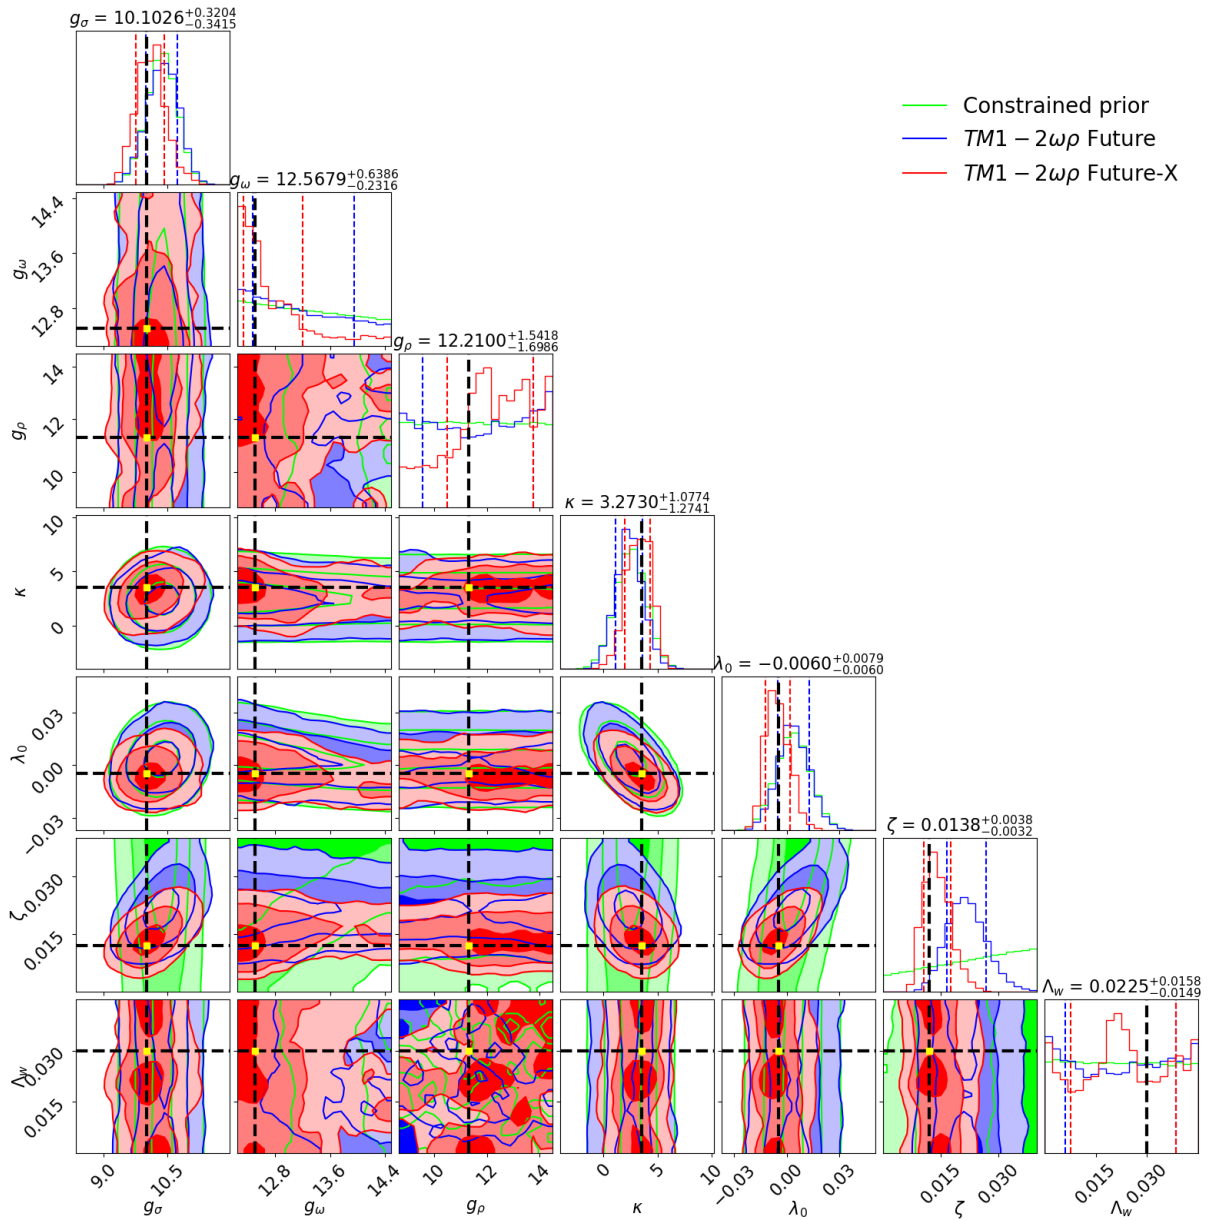 g_σ = 10.1026^{+0.3204}_{−0.3415}
Constrained prior
TM1 − 2ωρ Future
TM1 − 2ωρ Future-X
g_ω = 12.5679^{+0.6386}_{−0.2316}
14.4
13.6
12.8
g_ω
g_ρ = 12.2100^{+1.5418}_{−1.6986}
14
12
10
g_ρ
κ = 3.2730^{+1.0774}_{−1.2741}
10
5
0
κ
λ_0 = −0.0060^{+0.0079}_{−0.0060}
0.03
0.00
−0.03
λ_0
ζ = 0.0138^{+0.0038}_{−0.0032}
0.030
0.015
ζ
Λ_w = 0.0225^{+0.0158}_{−0.0149}
0.030
0.015
Λ_w
9.0 10.5 12.8 13.6 14.4 10 12 14 0 5 10 −0.03 0.00 0.03 0.015 0.030 0.015 0.030
g_σ g_ω g_ρ κ λ_0 ζ Λ_w